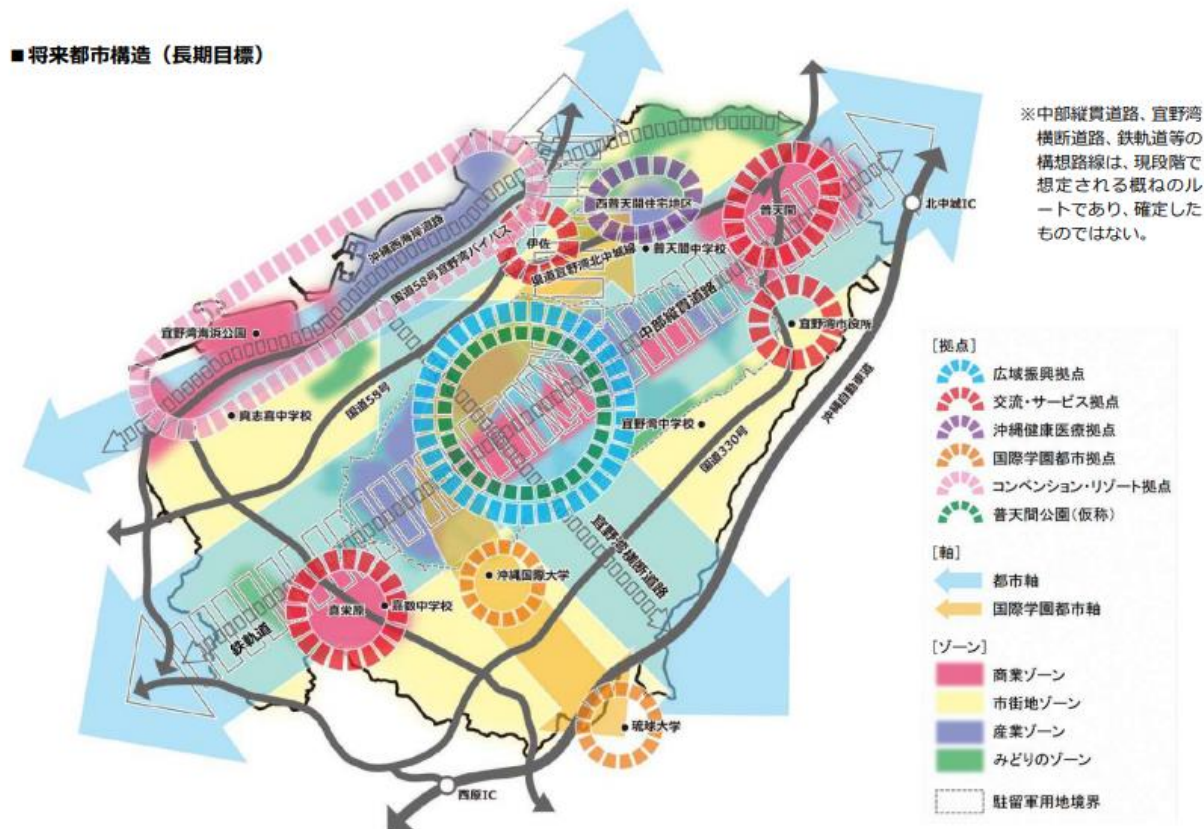 ■将来都市構造（長期目標）
※中部縦貫道路、宜野湾
横断道路、鉄軌道等の
構想路線は、現段階で
想定される概ねのル
ートであり、確定した
ものではない。
北中城IC
西普天間住宅地区
普天間
沖縄西海岸道路
国道58号宜野湾バイパス
伊佐
県道宜野湾北中城線
普天間中学校
中部縦貫道路
宜野湾市役所
宜野湾海浜公園
沖縄自動車道
国道58号
真志喜中学校
宜野湾中学校
国道330号
宜野湾横断道路
沖縄国際大学
真栄原
嘉数中学校
鉄軌道
琉球大学
西原IC
[拠点]
広域振興拠点
交流・サービス拠点
沖縄健康医療拠点
国際学園都市拠点
コンベンション・リゾート拠点
普天間公園(仮称)
[軸]
都市軸
国際学園都市軸
[ゾーン]
商業ゾーン
市街地ゾーン
産業ゾーン
みどりのゾーン
駐留軍用地境界